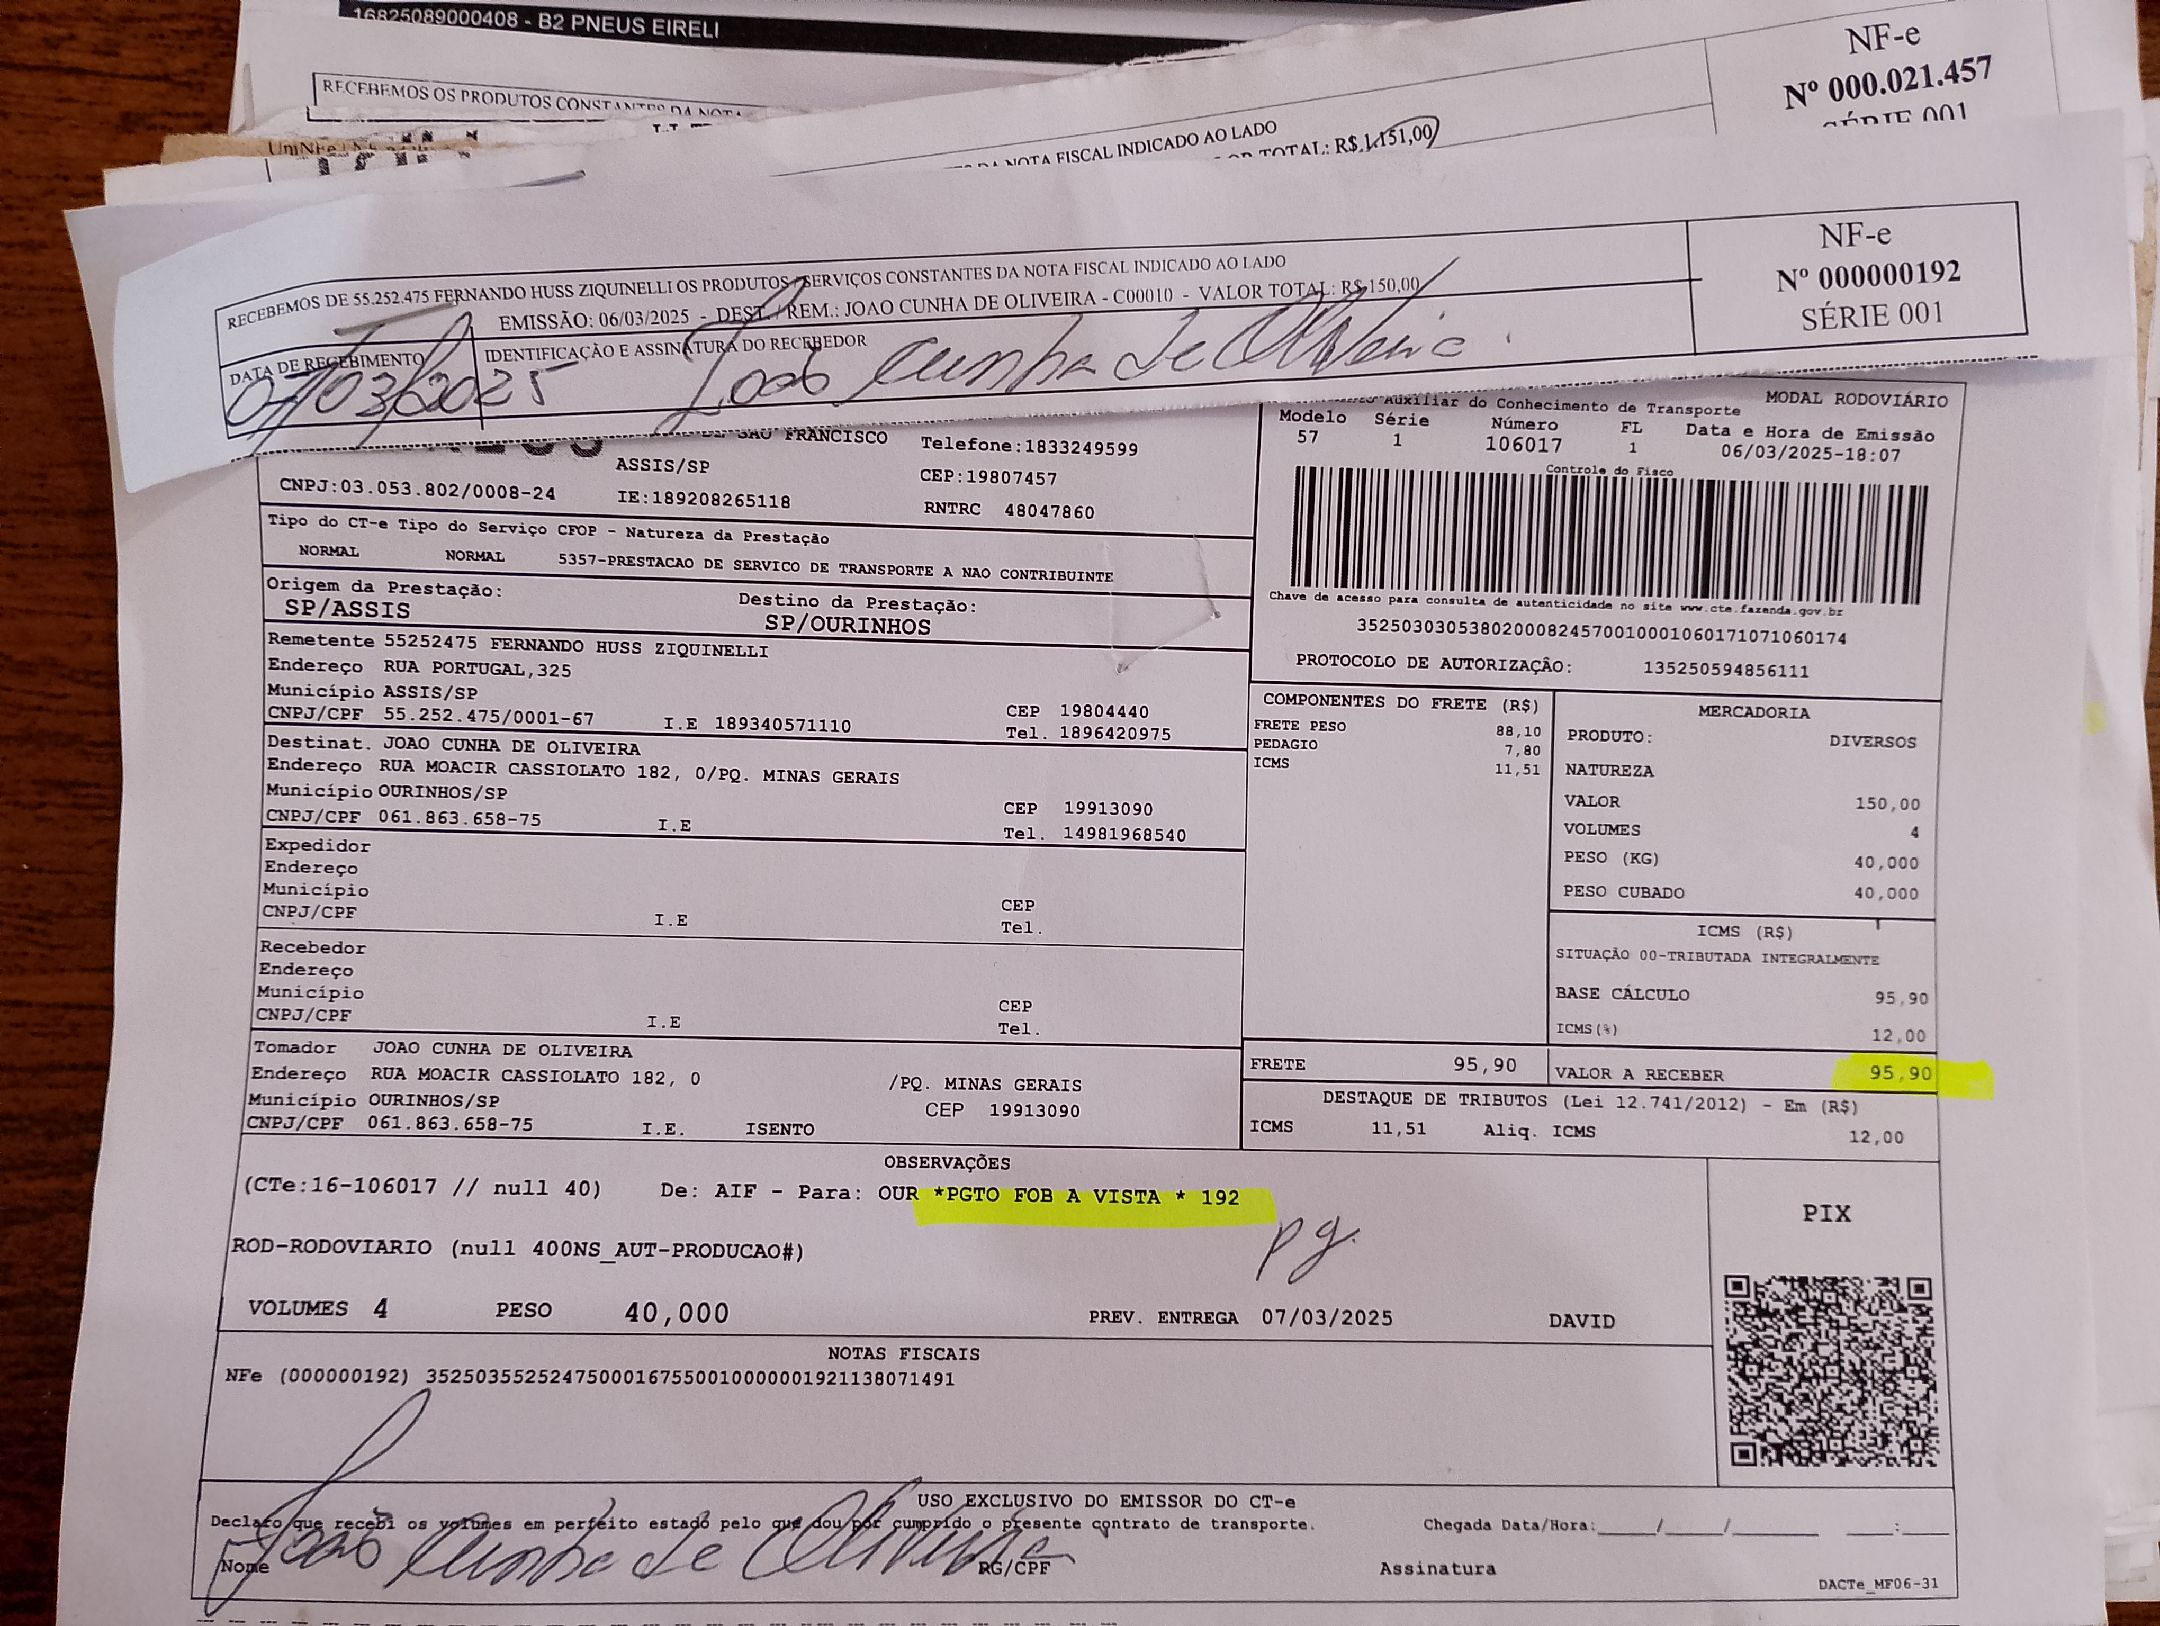 16825089000408 - B2 PNEUS EIRELI
RECEBEMOS OS PRODUTOS CONSTANTES DA NOTA
NF-e
Nº 000.021.457
SÉRIE 001
DA NOTA FISCAL INDICADO AO LADO
TOTAL: R$ 1.151,00
RECEBEMOS DE 55.252.475 FERNANDO HUSS ZIQUINELLI OS PRODUTOS / SERVIÇOS CONSTANTES DA NOTA FISCAL INDICADO AO LADO
EMISSÃO: 06/03/2025 - DEST. / REM.: JOAO CUNHA DE OLIVEIRA - C00010 - VALOR TOTAL: R$ 150,00
DATA DE RECEBIMENTO
07/03/2025
IDENTIFICAÇÃO E ASSINATURA DO RECEBEDOR
João Cunha de Oliveira
NF-e
Nº 000000192
SÉRIE 001
SAO FRANCISCO
Telefone:1833249599
ASSIS/SP
CEP:19807457
CNPJ:03.053.802/0008-24
IE:189208265118
RNTRC 48047860
Auxiliar do Conhecimento de Transporte
MODAL RODOVIÁRIO
Modelo Série Número FL Data e Hora de Emissão
57 1 106017 1 06/03/2025-18:07
Controle do Fisco
Chave de acesso para consulta de autenticidade no site www.cte.fazenda.gov.br
35250303053802000824570010001060171071060174
PROTOCOLO DE AUTORIZAÇÃO: 135250594856111
Tipo do CT-e Tipo do Serviço CFOP - Natureza da Prestação
NORMAL NORMAL 5357-PRESTACAO DE SERVICO DE TRANSPORTE A NAO CONTRIBUINTE
Origem da Prestação: Destino da Prestação:
SP/ASSIS SP/OURINHOS
Remetente 55252475 FERNANDO HUSS ZIQUINELLI
Endereço RUA PORTUGAL,325
Município ASSIS/SP CEP 19804440
CNPJ/CPF 55.252.475/0001-67 I.E 189340571110 Tel. 1896420975
Destinat. JOAO CUNHA DE OLIVEIRA
Endereço RUA MOACIR CASSIOLATO 182, 0/PQ. MINAS GERAIS
Município OURINHOS/SP CEP 19913090
CNPJ/CPF 061.863.658-75 I.E Tel. 14981968540
Expedidor
Endereço
Município CEP
CNPJ/CPF I.E Tel.
Recebedor
Endereço
Município CEP
CNPJ/CPF I.E Tel.
Tomador JOAO CUNHA DE OLIVEIRA
Endereço RUA MOACIR CASSIOLATO 182, 0 /PQ. MINAS GERAIS
Município OURINHOS/SP CEP 19913090
CNPJ/CPF 061.863.658-75 I.E. ISENTO
COMPONENTES DO FRETE (R$)
FRETE PESO 88,10
PEDAGIO 7,80
ICMS 11,51
MERCADORIA
PRODUTO: DIVERSOS
NATUREZA
VALOR 150,00
VOLUMES 4
PESO (KG) 40,000
PESO CUBADO 40,000
ICMS (R$)
SITUAÇÃO 00-TRIBUTADA INTEGRALMENTE
BASE CÁLCULO 95,90
ICMS(%) 12,00
FRETE 95,90 VALOR A RECEBER 95,90
DESTAQUE DE TRIBUTOS (Lei 12.741/2012) - Em (R$)
ICMS 11,51 Aliq. ICMS 12,00
OBSERVAÇÕES
(CTe:16-106017 // null 40) De: AIF - Para: OUR *PGTO FOB A VISTA * 192
pg.
ROD-RODOVIARIO (null 400NS_AUT-PRODUCAO#)
VOLUMES 4 PESO 40,000 PREV. ENTREGA 07/03/2025 DAVID
PIX
NOTAS FISCAIS
NFe (000000192) 35250355252475000167550010000001921138071491
USO EXCLUSIVO DO EMISSOR DO CT-e
Declaro que recebi os volumes em perfeito estado pelo que dou por cumprido o presente contrato de transporte.
Chegada Data/Hora:____/____/______ ___:___
Nome João Cunha de Oliveira RG/CPF Assinatura
DACTe_MF06-31